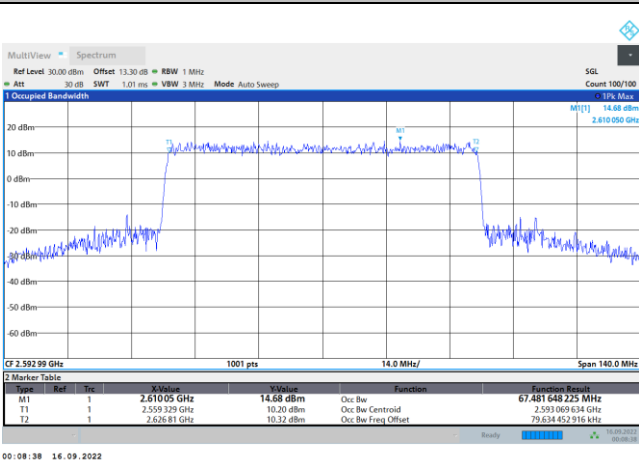 MultiView Spectrum
Ref Level 30.00 dBm Offset 13.30 dB RBW 1 MHz SGL
Att 30 dB SWT 1.01 ms VBW 3 MHz Mode Auto Sweep Count 100/100
1 Occupied Bandwidth 1Pk Max
M1[1] 14.68 dBm
2.610 050 GHz
20 dBm
M1
T1 T2
10 dBm
0 dBm
-10 dBm
-20 dBm
-30 dBm
-40 dBm
-50 dBm
-60 dBm
CF 2.592 99 GHz 1001 pts 14.0 MHz/ Span 140.0 MHz
2 Marker Table
Type Ref Trc X-Value Y-Value Function Function Result
M1 1 2.610 05 GHz 14.68 dBm Occ Bw 67.481 648 225 MHz
T1 1 2.559 329 GHz 10.20 dBm Occ Bw Centroid 2.593 069 634 GHz
T2 1 2.626 81 GHz 10.32 dBm Occ Bw Freq Offset 79.634 452 916 kHz
Ready 16.09.2022
00:08:38
00:08:38 16.09.2022